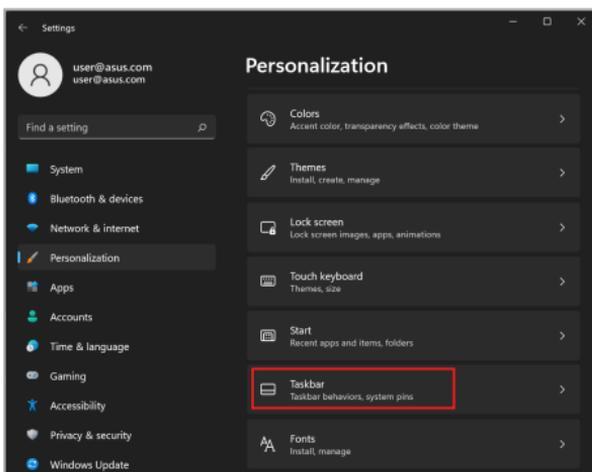 Settings
user@asus.com
user@asus.com
Find a setting
System
Bluetooth & devices
Network & internet
Personalization
Apps
Accounts
Time & language
Gaming
Accessibility
Privacy & security
Windows Update
Personalization
Colors
Accent color, transparency effects, color theme
Themes
Install, create, manage
Lock screen
Lock screen images, apps, animations
Touch keyboard
Themes, size
Start
Recent apps and items, folders
Taskbar
Taskbar behaviors, system pins
Fonts
Install, manage